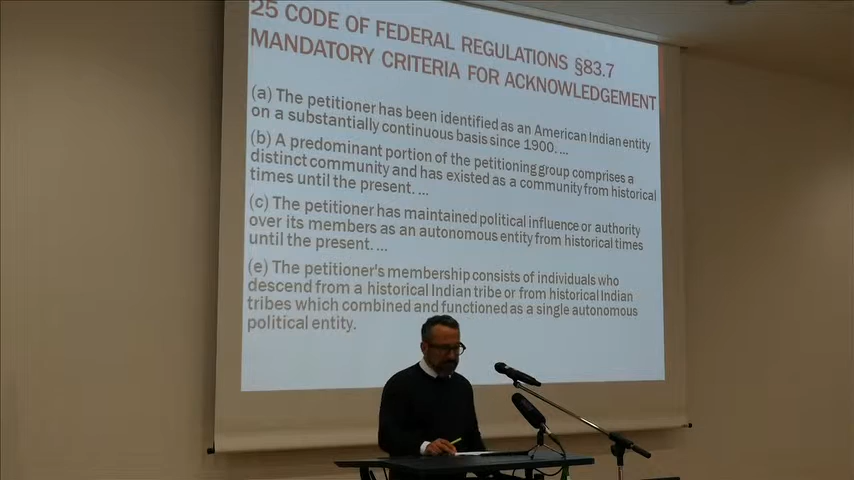 25 CODE OF FEDERAL REGULATIONS §83.7
MANDATORY CRITERIA FOR ACKNOWLEDGEMENT
(a) The petitioner has been identified as an American Indian entity
on a substantially continuous basis since 1900. ...
(b) A predominant portion of the petitioning group comprises a
distinct community and has existed as a community from historical
times until the present. ...
(c) The petitioner has maintained political influence or authority
over its members as an autonomous entity from historical times
until the present. ...
(e) The petitioner's membership consists of individuals who
descend from a historical Indian tribe or from historical Indian
tribes which combined and functioned as a single autonomous
political entity.